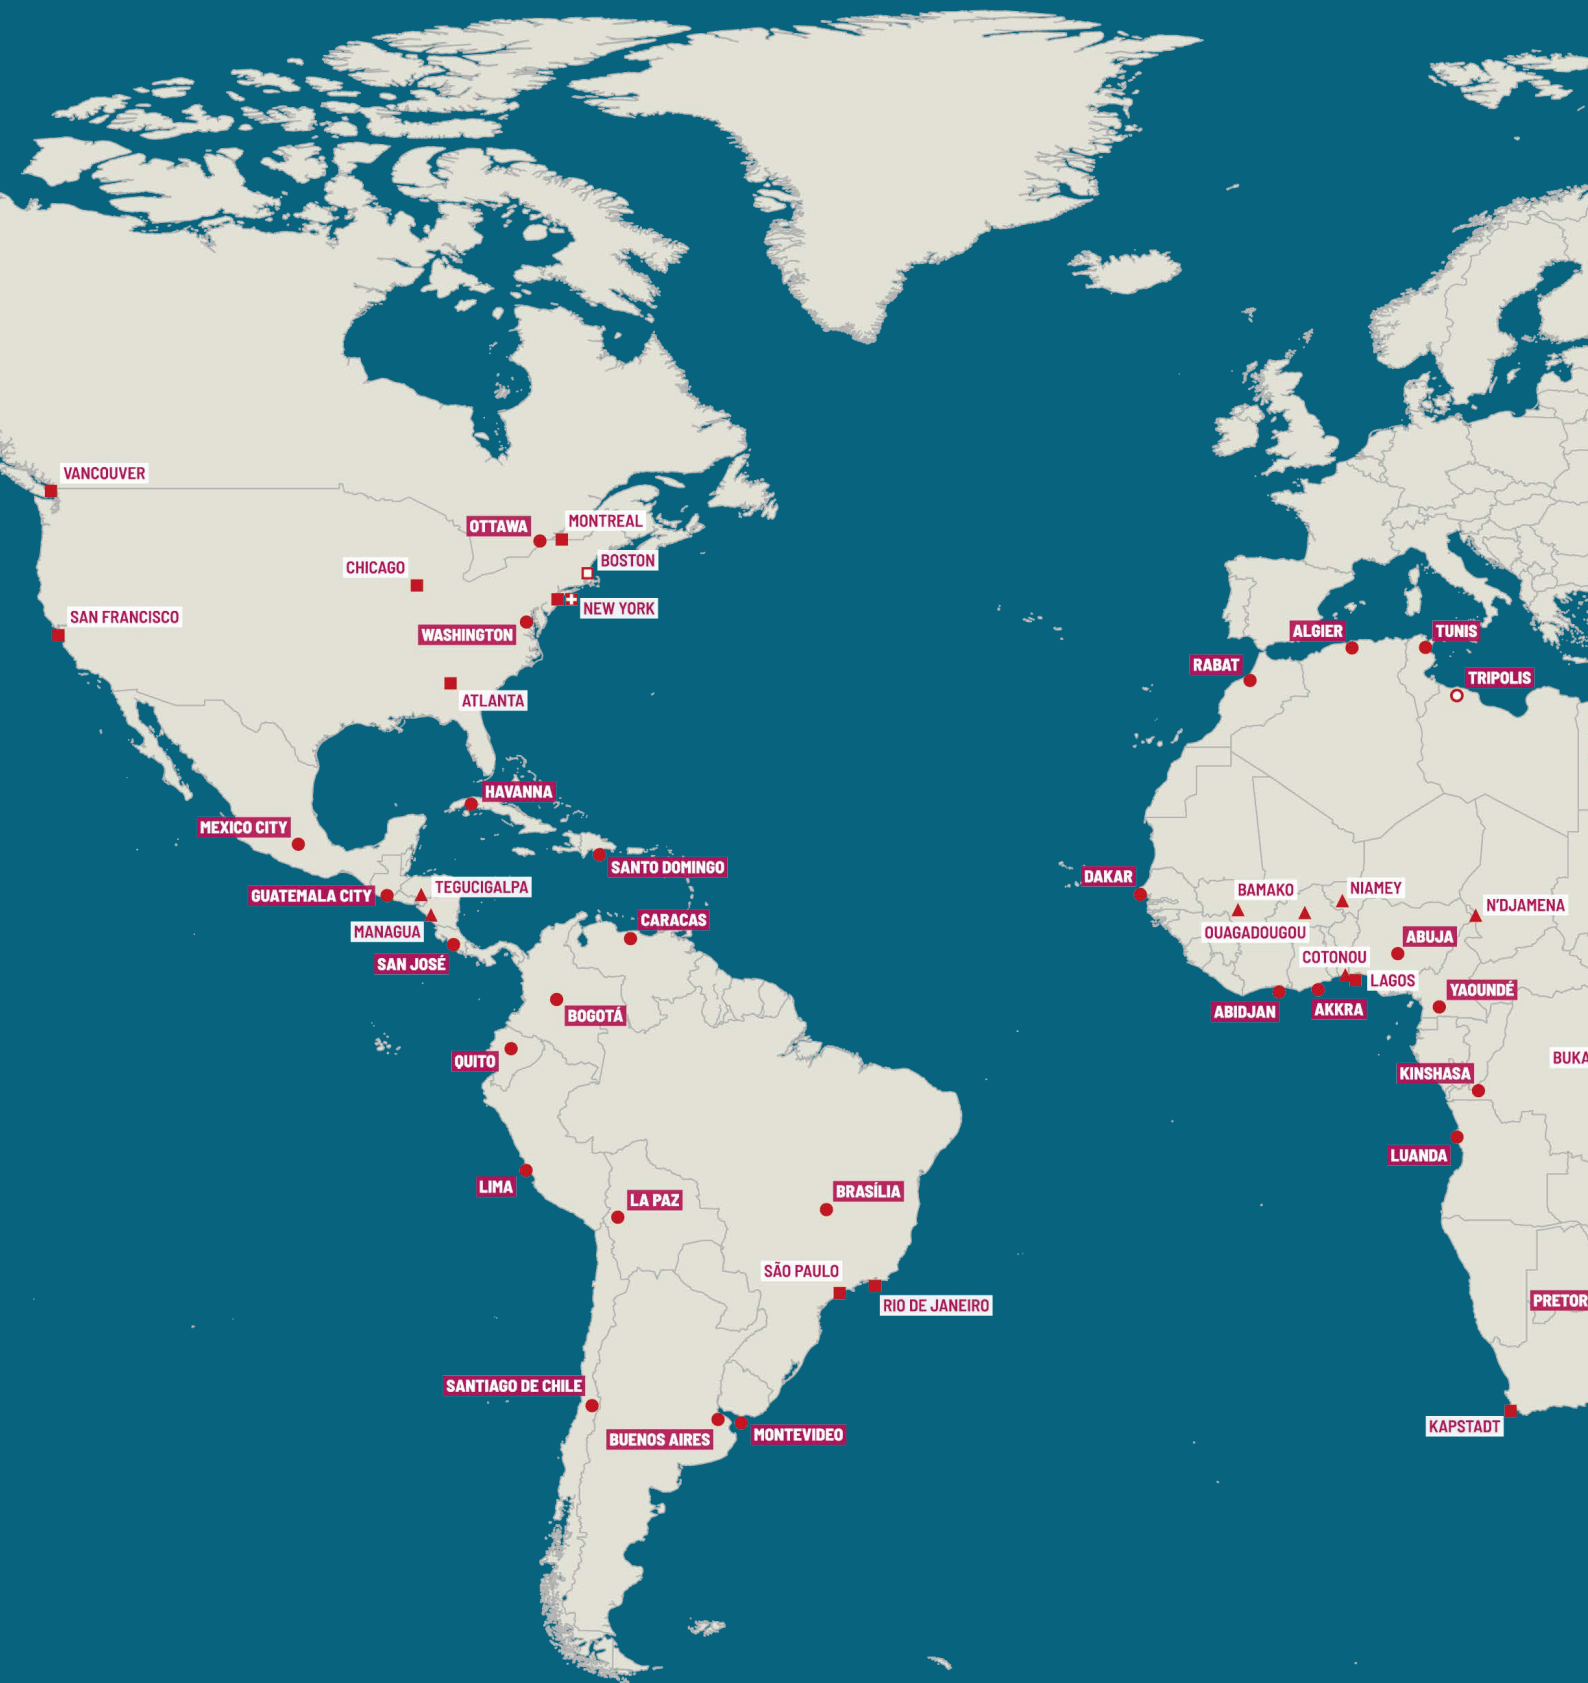 VANCOUVER
OTTAWA
MONTREAL
BOSTON
CHICAGO
NEW YORK
SAN FRANCISCO
WASHINGTON
ATLANTA
ALGIER
TUNIS
RABAT
TRIPOLIS
HAVANNA
MEXICO CITY
SANTO DOMINGO
GUATEMALA CITY
TEGUCIGALPA
MANAGUA
CARACAS
SAN JOSÉ
DAKAR
BAMAKO
NIAMEY
N'DJAMENA
OUAGADOUGOU
ABUJA
COTONOU
LAGOS
YAOUNDÉ
ABIDJAN
AKKRA
BOGOTÁ
QUITO
BUKA
KINSHASA
LUANDA
LIMA
LA PAZ
BRASÍLIA
SÃO PAULO
RIO DE JANEIRO
PRETOR
SANTIAGO DE CHILE
BUENOS AIRES
MONTEVIDEO
KAPSTADT